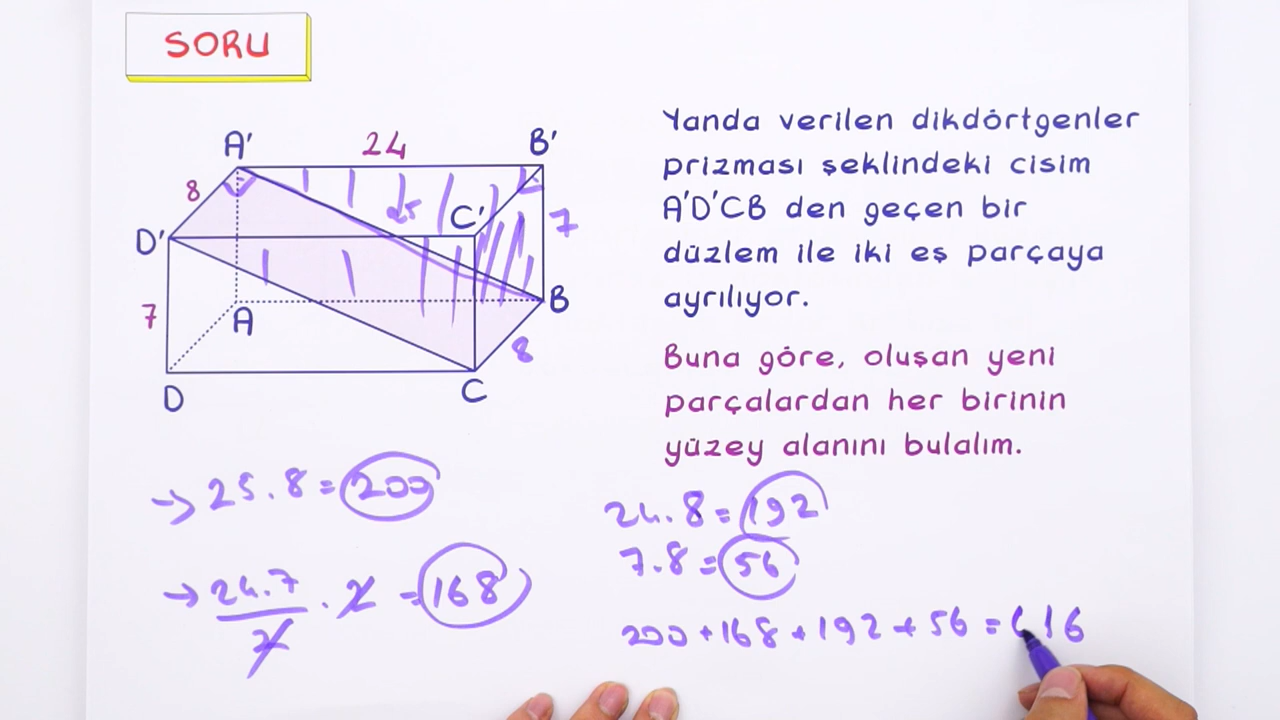 SORU
A' 24 B'
8
D' C' 7
25
7 A B
8
D C
Yanda verilen dikdörtgenler
prizması şeklindeki cisim
A'D'CB den geçen bir
düzlem ile iki eş parçaya
ayrılıyor.
Buna göre, oluşan yeni
parçalardan her birinin
yüzey alanını bulalım.
→ 25.8=200
→ 24.7/2 . 2 = 168
24.8=192
7.8=56
200+168+192+56=616